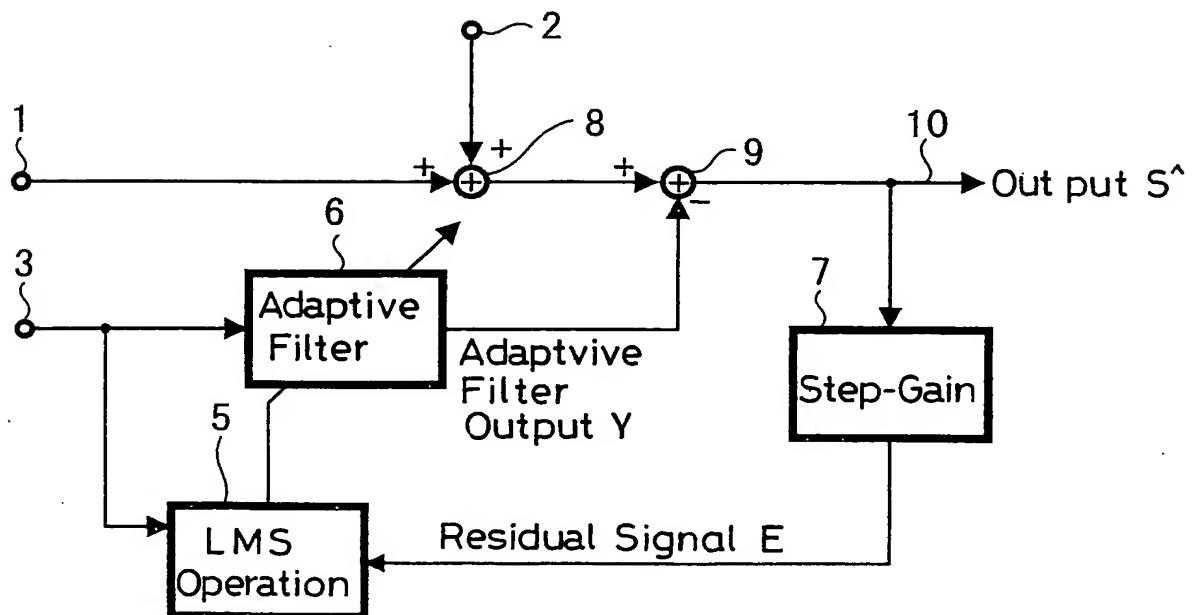 2
1
8
9
10
+
+
+
+
+
-
+
Out put S^
6
3
7
Adaptive
Filter
Adaptvive
Filter
Output Y
Step-Gain
5
LMS
Operation
Residual Signal E